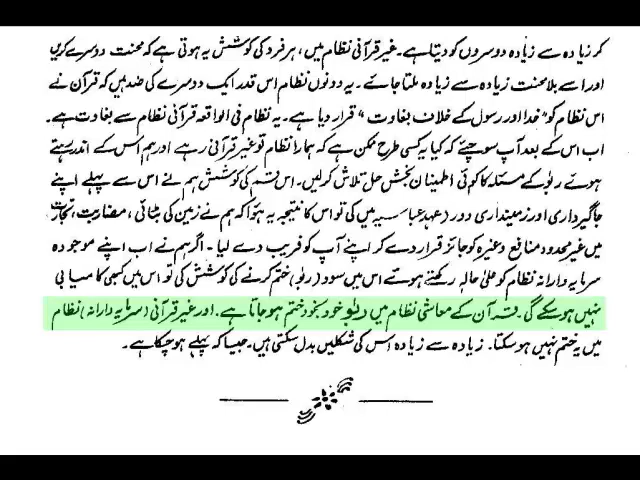 کر زیادہ سے زیادہ دوسروں کو دیتا ہے۔ غیر قرآنی نظام میں، ہر فرد کی کوشش یہ ہوتی ہے کہ محنت دوسرے کریں
اور اسے بلا محنت زیادہ سے زیادہ ملتا جائے۔ یہ دونوں نظام اس قدر ایک دوسرے کی ضد ہیں کہ قرآن نے
اس نظام کو "خدا اور رسول کے خلاف بغاوت" قرار دیا ہے۔ یہ نظام فی الواقعہ قرآنی نظام سے بغاوت ہے۔
اب اس کے بعد آپ سوچئے کہ کیا یہ کسی طرح ممکن ہے کہ ہمارا نظام تو غیر قرآنی رہے اور ہم اس کے اندر رہتے
ہوئے ربٰو کے مسئلہ کا کوئی اطمینان بخش حل تلاش کر لیں۔ اس قسم کی کوشش ہم نے اس سے پہلے اپنے
جاگیرداری اور زمینداری دور (عہدِ عباسیہ) میں کی تو اس کا نتیجہ یہ ہوا کہ ہم نے زمین کی بٹائی، مضاربت، تجارت
میں غیر محدود منافع وغیرہ کو جائز قرار دے کر اپنے آپ کو فریب دے لیا۔ اگر ہم نے اب اپنے موجودہ
سرمایہ دارانہ نظام کو علیٰ حالہٖ رکھتے ہوئے اس میں سود (ربٰو) ختم کرنے کی کوشش کی تو اس میں کبھی کامیابی
نہیں ہو سکے گی۔ قرآن کے معاشی نظام میں ربٰو خود بخود ختم ہو جاتا ہے۔ اور غیر قرآنی (سرمایہ دارانہ) نظام
میں یہ ختم نہیں ہو سکتا۔ زیادہ سے زیادہ اس کی شکلیں بدل سکتی ہیں۔ جیسا کہ پہلے ہو چکا ہے۔